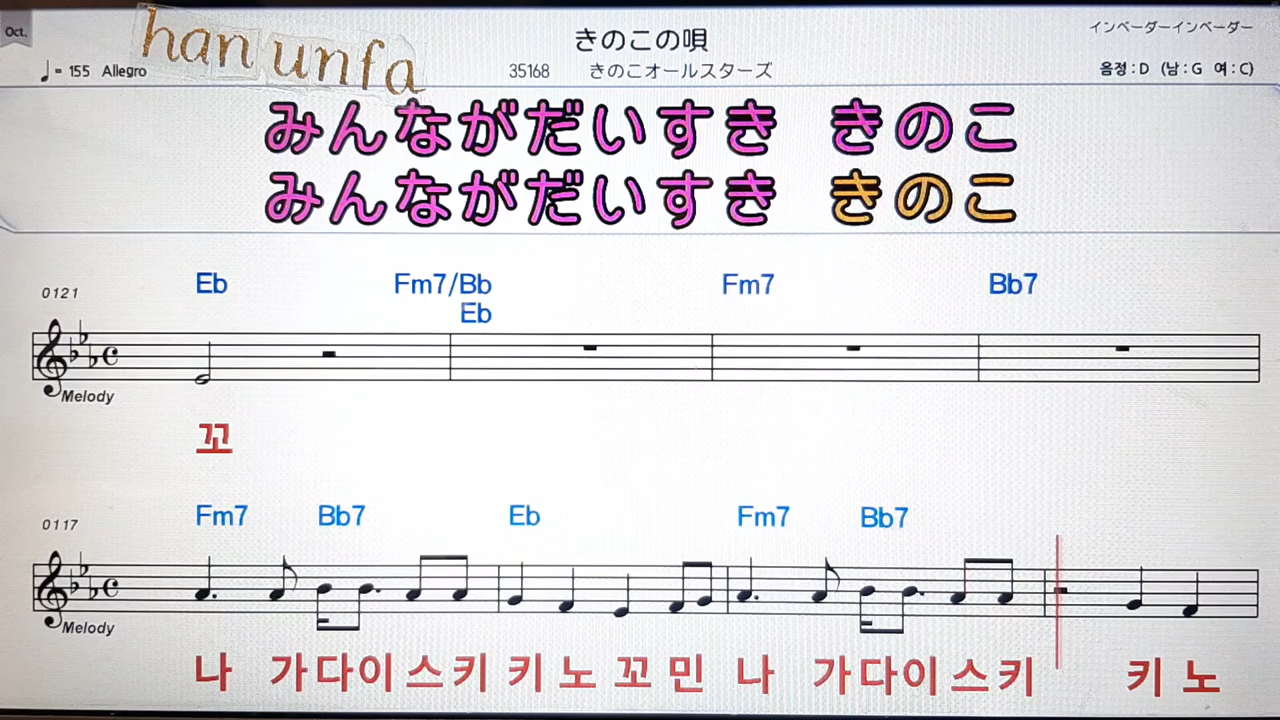 Oct.
han unfa
きのこの唄
インベーダーインベーダー
♩= 155 Allegro
35168 きのこオールスターズ
음정 : D (남 : G 여 : C)
みんながだいすき きのこ
みんながだいすき きのこ
Eb Fm7/Bb Fm7 Bb7
0121
Eb
Melody
꼬
Fm7 Bb7 Eb Fm7 Bb7
0117
Melody
나 가다이스키 키노꼬민나 가다이스키 키노